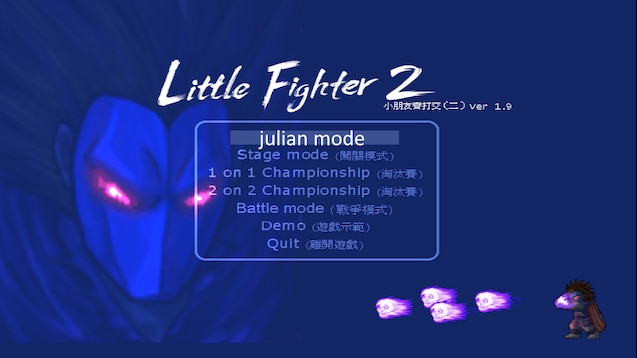 Little Fighter 2
小朋友齊打交(二) Ver 1.9
julian mode
Stage mode (闖關模式)
1 on 1 Championship (淘汰賽)
2 on 2 Championship (淘汰賽)
Battle mode (戰爭模式)
Demo (遊戲示範)
Quit (離開遊戲)